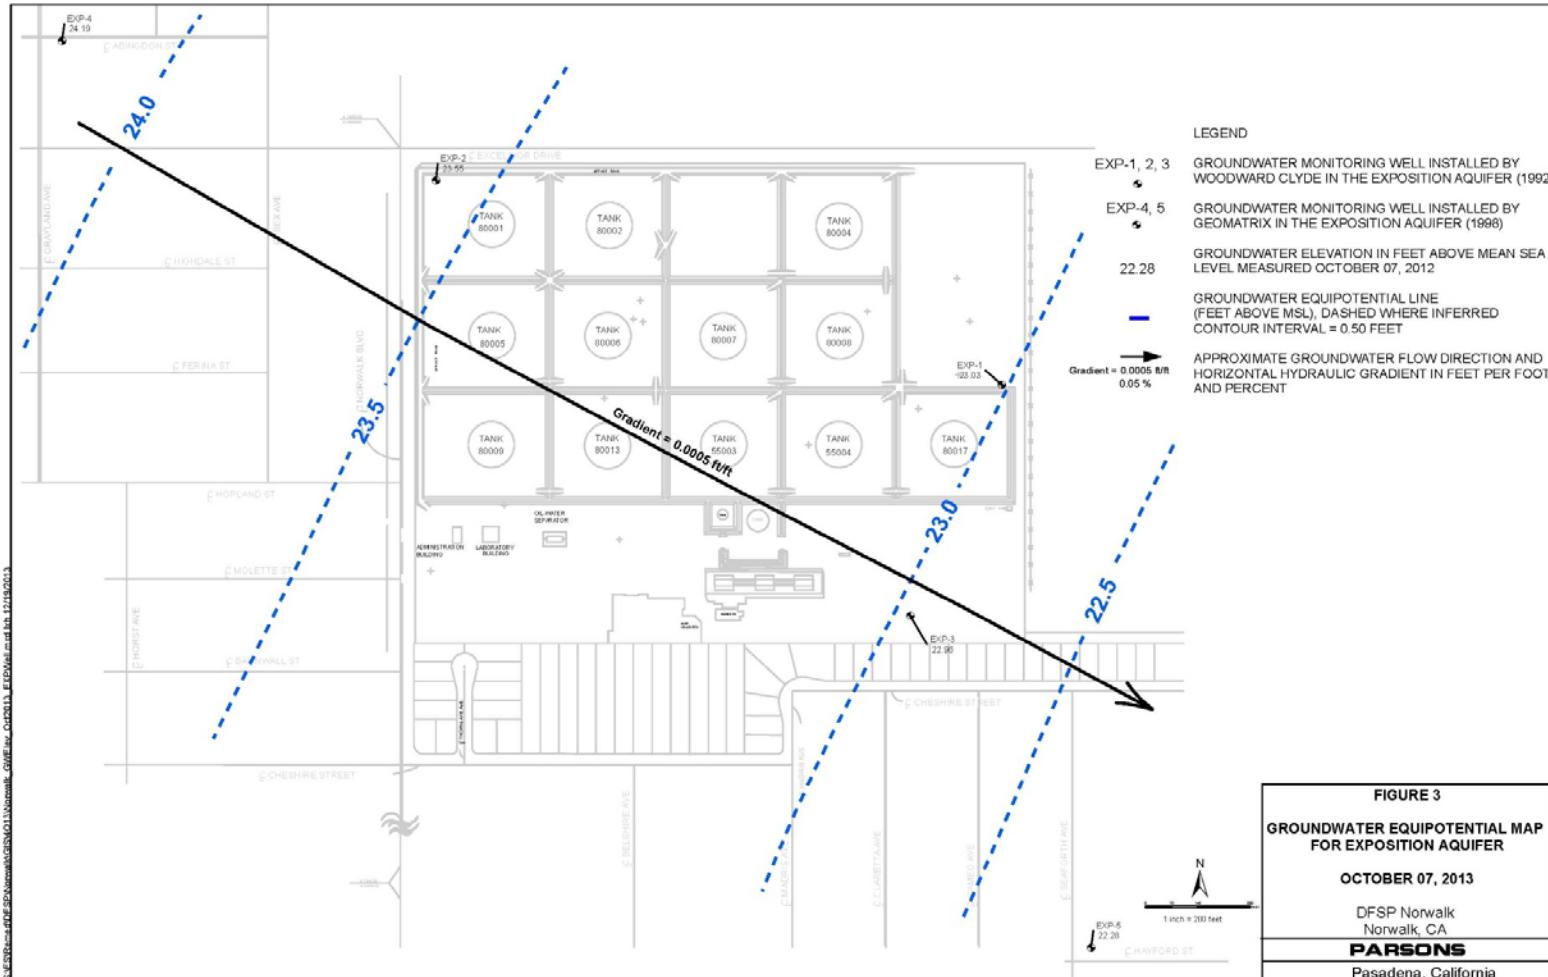 EXP-4
24.19
℄ ABINGDON ST
24.0
EXP-2
23.55
℄ EXCELSIOR DRIVE
℄ GRAYLAND AVE
℄ HIGHDALE ST
℄ FERINA ST
℄ NORWALK BLVD
23.5
℄ HOPLAND ST
℄ MOLETTE ST
℄ HORST AVE
℄ CHESHIRE STREET
TANK
80001
TANK
80002
TANK
80004
TANK
80005
TANK
80006
TANK
80007
TANK
80008
EXP-1
23.03
TANK
80009
TANK
80013
TANK
55003
TANK
55004
TANK
80017
Gradient = 0.0005 ft/ft
OIL-WATER
SEPARATOR
ADMINISTRATION
BUILDING
LABORATORY
BUILDING
23.0
22.5
EXP-3
22.96
℄ CHESHIRE STREET
℄ BELSHIRE AVE
℄ MADRIS AVE
℄ CLARETTA AVE
℄ SEAFORTH AVE
EXP-5
22.28
℄ HAYFORD ST
LEGEND
EXP-1, 2, 3
GROUNDWATER MONITORING WELL INSTALLED BY
WOODWARD CLYDE IN THE EXPOSITION AQUIFER (1992
EXP-4, 5
GROUNDWATER MONITORING WELL INSTALLED BY
GEOMATRIX IN THE EXPOSITION AQUIFER (1998)
22.28
GROUNDWATER ELEVATION IN FEET ABOVE MEAN SEA
LEVEL MEASURED OCTOBER 07, 2012
GROUNDWATER EQUIPOTENTIAL LINE
(FEET ABOVE MSL), DASHED WHERE INFERRED
CONTOUR INTERVAL = 0.50 FEET
Gradient = 0.0005 ft/ft
0.05 %
APPROXIMATE GROUNDWATER FLOW DIRECTION AND
HORIZONTAL HYDRAULIC GRADIENT IN FEET PER FOOT
AND PERCENT
N
1 inch = 200 feet
FIGURE 3
GROUNDWATER EQUIPOTENTIAL MAP
FOR EXPOSITION AQUIFER
OCTOBER 07, 2013
DFSP Norwalk
Norwalk, CA
PARSONS
Pasadena, California